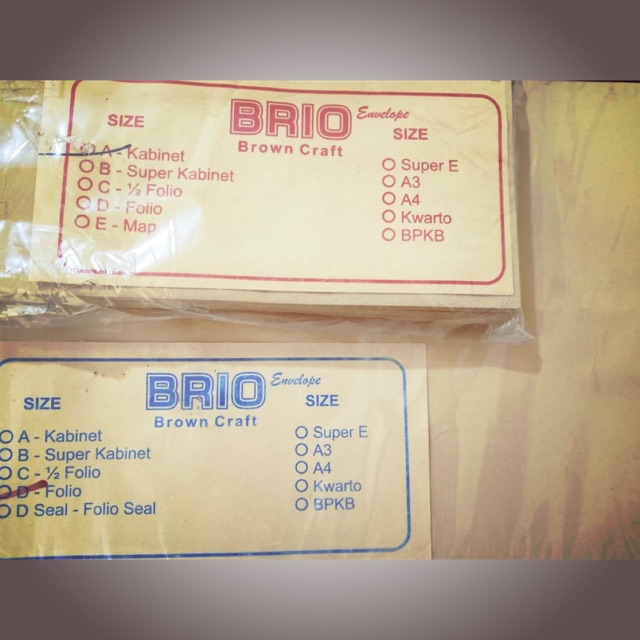 BRIO Envelope
Brown Craft
SIZE
A - Kabinet
B - Super Kabinet
C - ½ Folio
D - Folio
E - Map
SIZE
Super E
A3
A4
Kwarto
BPKB
BRIO Envelope
Brown Craft
SIZE
A - Kabinet
B - Super Kabinet
C - ½ Folio
D - Folio
D Seal - Folio Seal
SIZE
Super E
A3
A4
Kwarto
BPKB